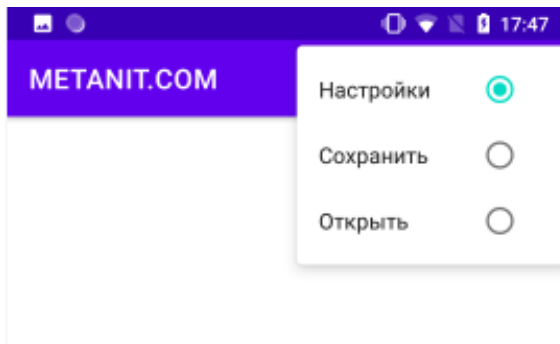 17:47
METANIT.COM
Настройки
Сохранить
Открыть